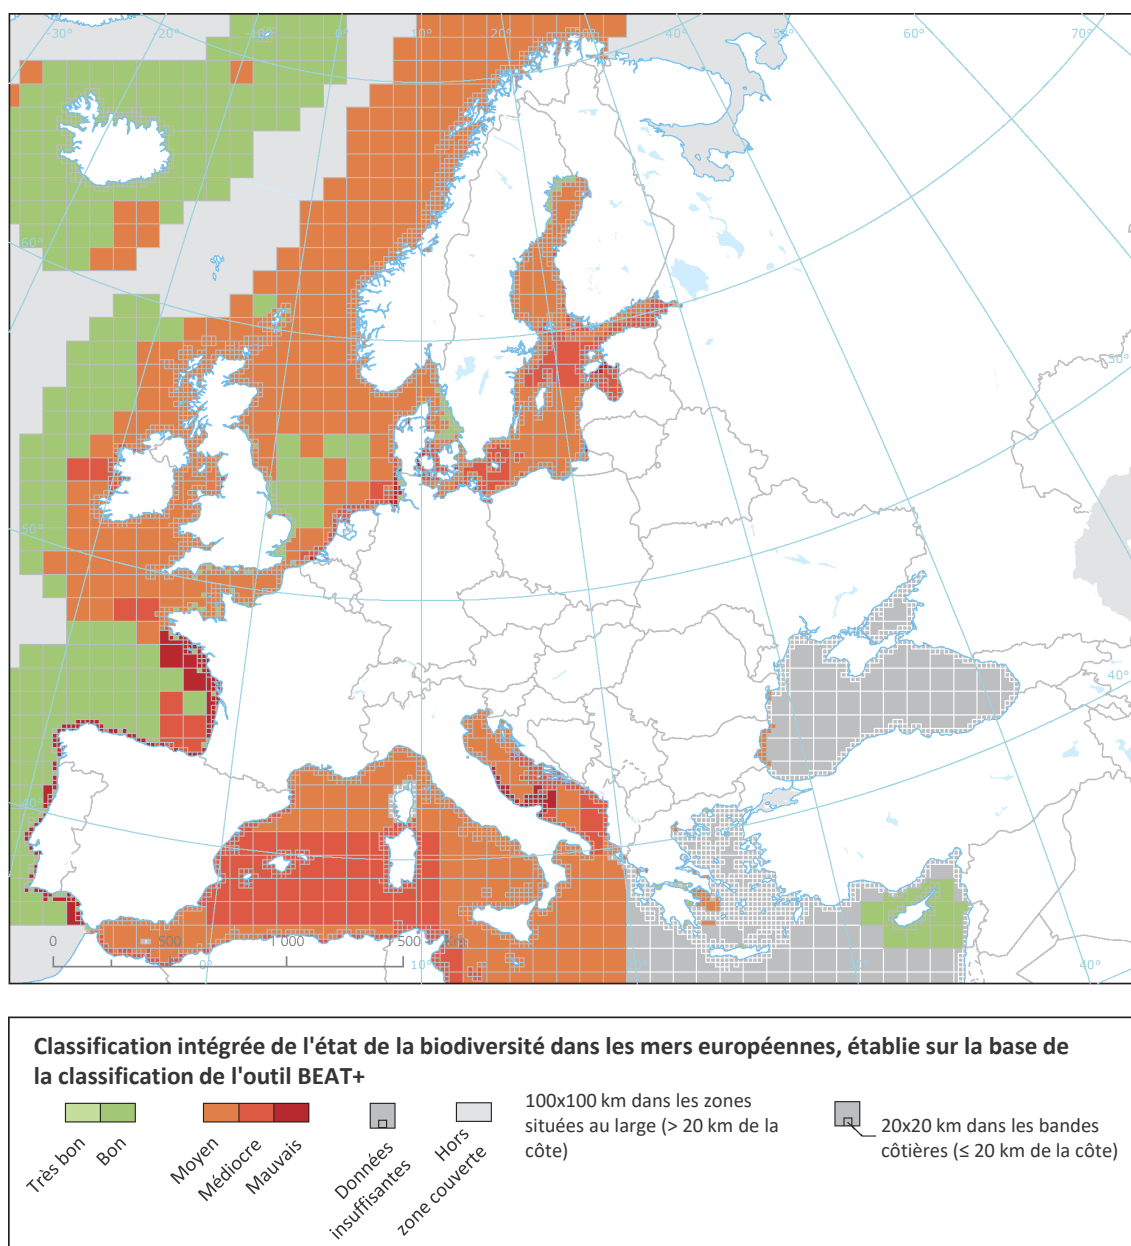 -30°
-20°
-10°
0°
10°
20°
30°
40°
50°
60°
70°
60°
50°
50°
40°
40°
0
500
1 000
1 500
0°
10°
20°
30°
40°
Classification intégrée de l'état de la biodiversité dans les mers européennes, établie sur la base de
la classification de l'outil BEAT+
Très bon
Bon
Moyen
Médiocre
Mauvais
Données
insuffisantes
Hors
zone couverte
100x100 km dans les zones
situées au large (> 20 km de la
côte)
20x20 km dans les bandes
côtières (≤ 20 km de la côte)